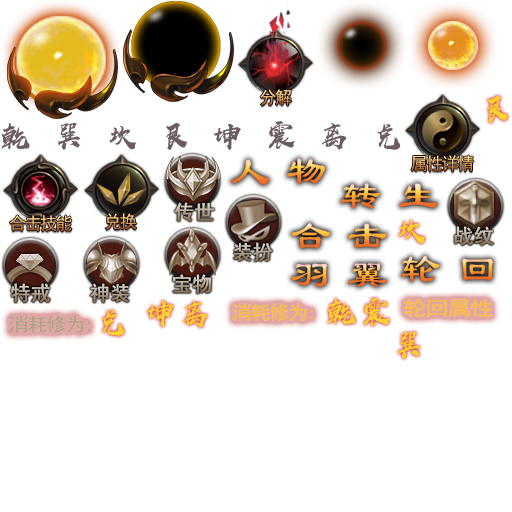 分解
艮
乾 巽 坎 艮 坤 震 离 兑
属性详情
人物
转生
合击技能
兑换
传世
装扮
合击
坎
战纹
羽翼
轮回
特戒
神装
宝物
消耗修为:
兑
坤 离
消耗修为:
乾 震
轮回属性
巽